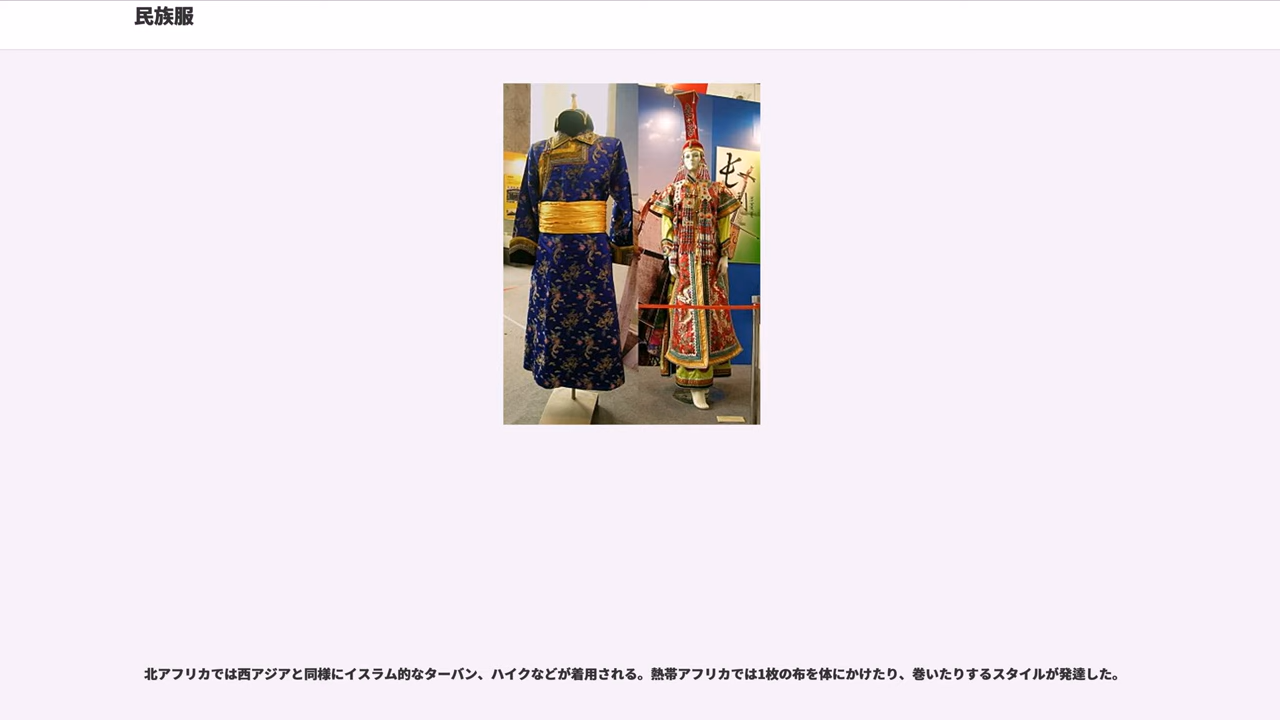 民族服
北アフリカでは西アジアと同様にイスラム的なターバン、ハイクなどが着用される。熱帯アフリカでは1枚の布を体にかけたり、巻いたりするスタイルが発達した。